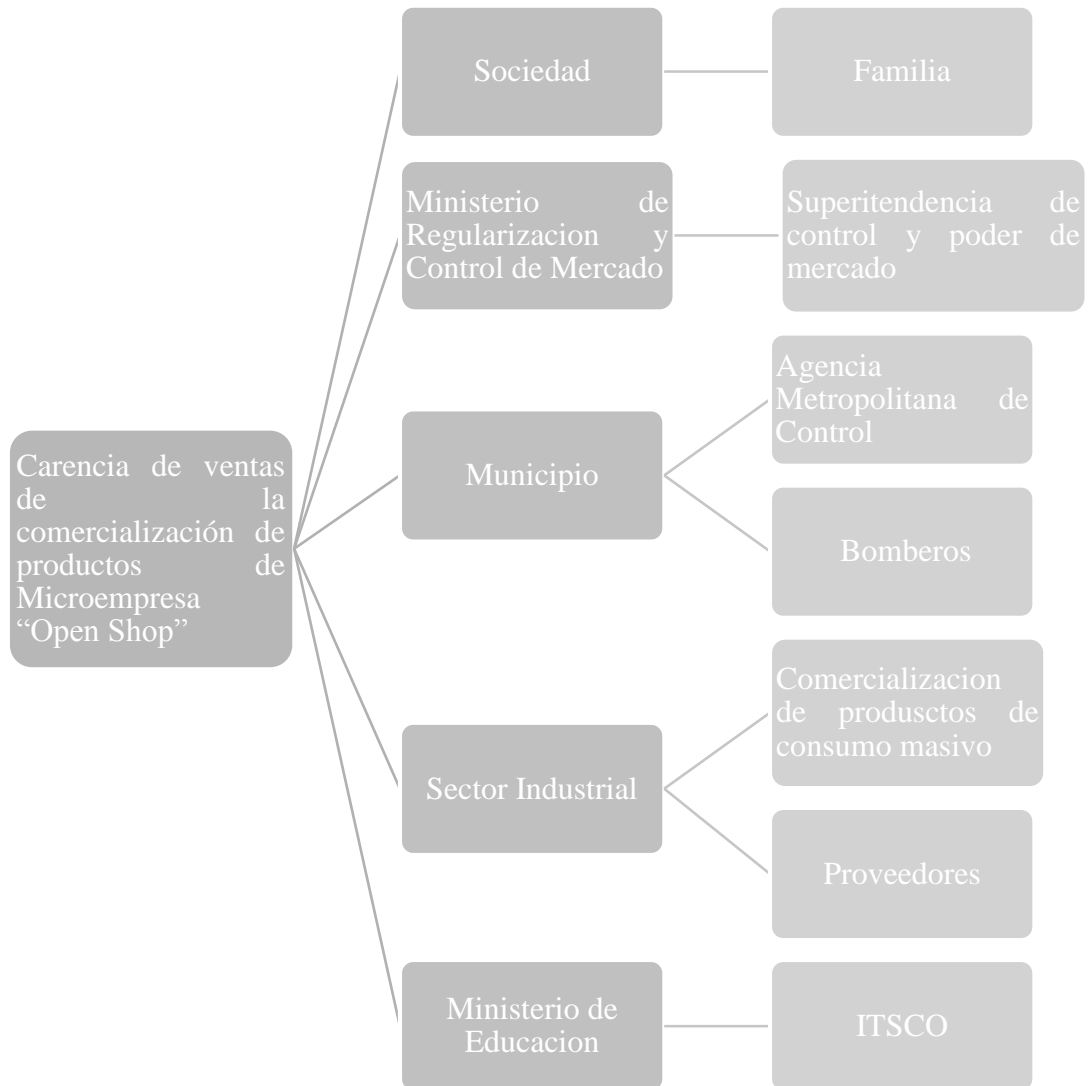 Sociedad
Familia
Ministerio de
Regularizacion y
Control de Mercado
Superitendencia de
control y poder de
mercado
Agencia
Metropolitana de
Control
Carencia de ventas
de la
comercialización de
productos de
Microempresa
“Open Shop”
Municipio
Bomberos
Comercializacion
de produsctos de
consumo masivo
Sector Industrial
Proveedores
Ministerio de
Educacion
ITSCO